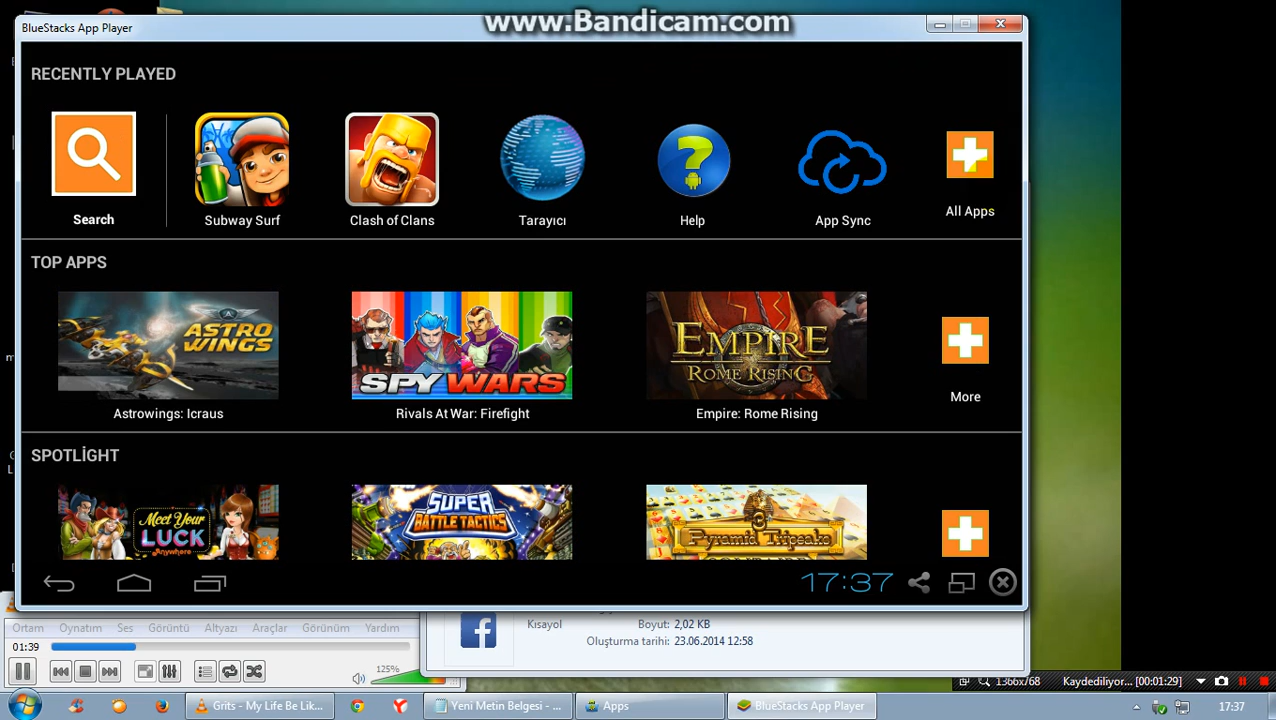 www.Bandicam.com
BlueStacks App Player
RECENTLY PLAYED
Search
Subway Surf
Clash of Clans
Tarayıcı
Help
App Sync
All Apps
TOP APPS
ASTRO
WINGS
SPY WARS
EMPIRE
ROME RISING
Astrowings: Icraus
Rivals At War: Firefight
Empire: Rome Rising
More
SPOTLİGHT
MEET YOUR
LUCK
Anywhere
SUPER
BATTLE TACTICS
3
Pyramid Tripeaks
17:37
Ortam Oynatım Ses Görüntü Altyazı Araçlar Görünüm Yardım
01:39
125%
Kısayol
Boyut: 2,02 KB
Oluşturma tarihi: 23.06.2014 12:58
1366x768 Kaydediliyor... [00:01:29]
Grits - My Life Be Lik...
Yeni Metin Belgesi - ...
Apps
BlueStacks App Player
17:37